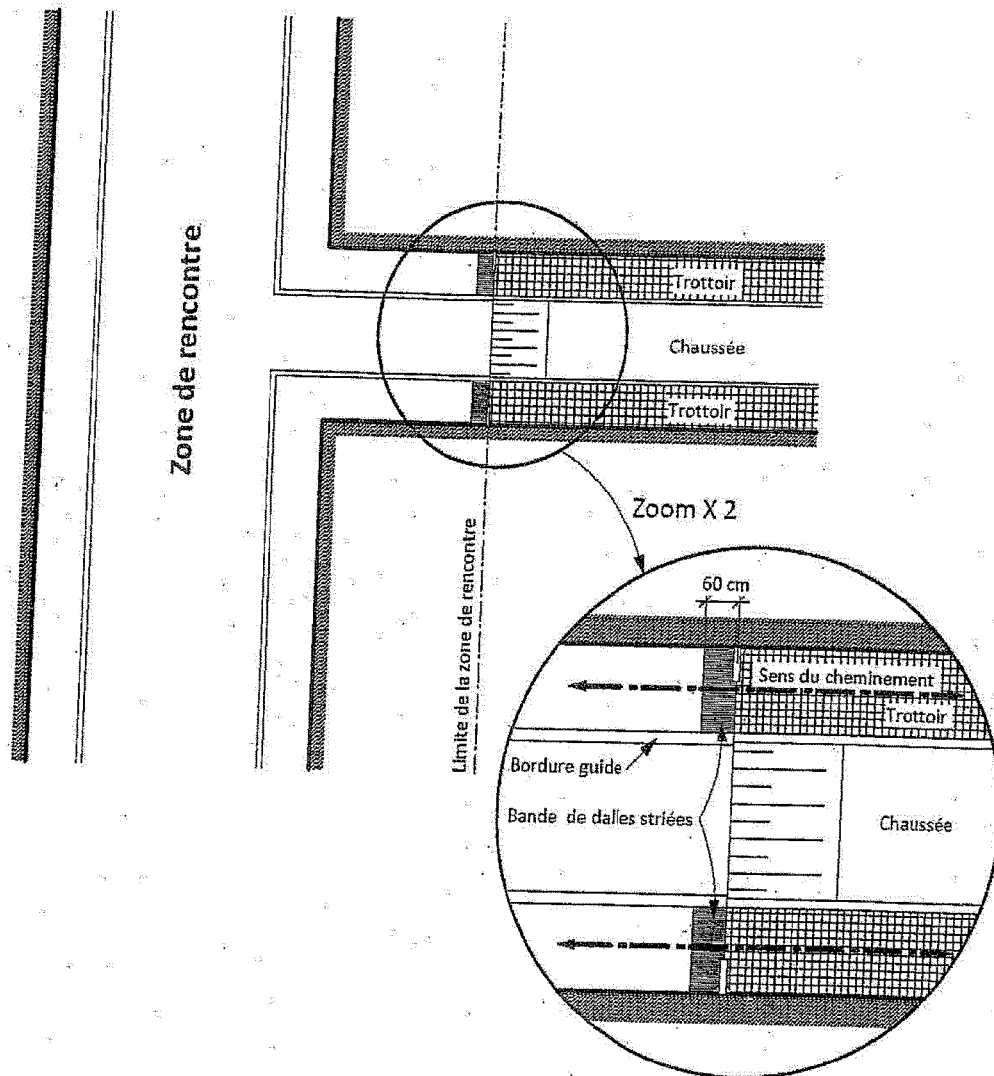 Zone de rencontre
Trottoir
Chaussée
Trottoir
Limite de la zone de rencontre
Zoom X 2
60 cm
Sens du cheminement
Trottoir
Bordure guide
Bande de dalles striées
Chaussée